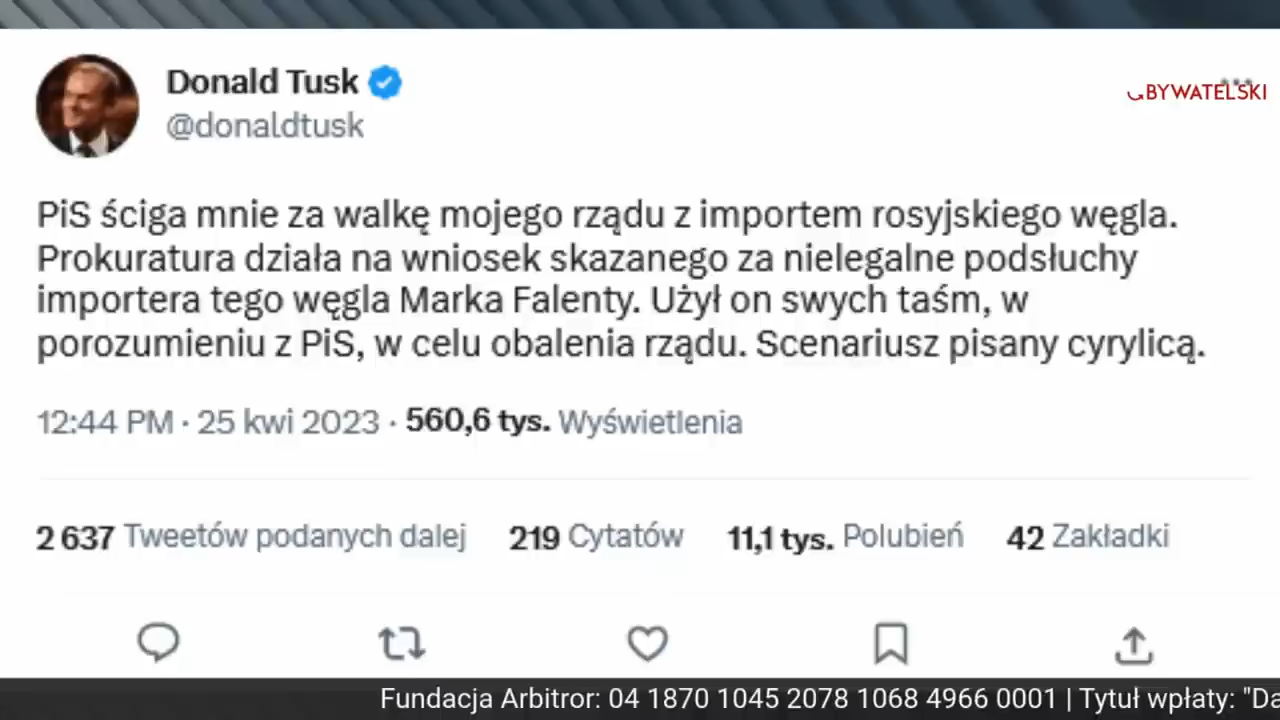 Donald Tusk
@donaldtusk
BYWATELSKI
PiS ściga mnie za walkę mojego rządu z importem rosyjskiego węgla.
Prokuratura działa na wniosek skazanego za nielegalne podsłuchy
importera tego węgla Marka Falenty. Użył on swych taśm, w
porozumieniu z PiS, w celu obalenia rządu. Scenariusz pisany cyrylicą.
12:44 PM · 25 kwi 2023 · 560,6 tys. Wyświetlenia
2 637 Tweetów podanych dalej 219 Cytatów 11,1 tys. Polubień 42 Zakładki
Fundacja Arbitror: 04 1870 1045 2078 1068 4966 0001 | Tytuł wpłaty: "Da